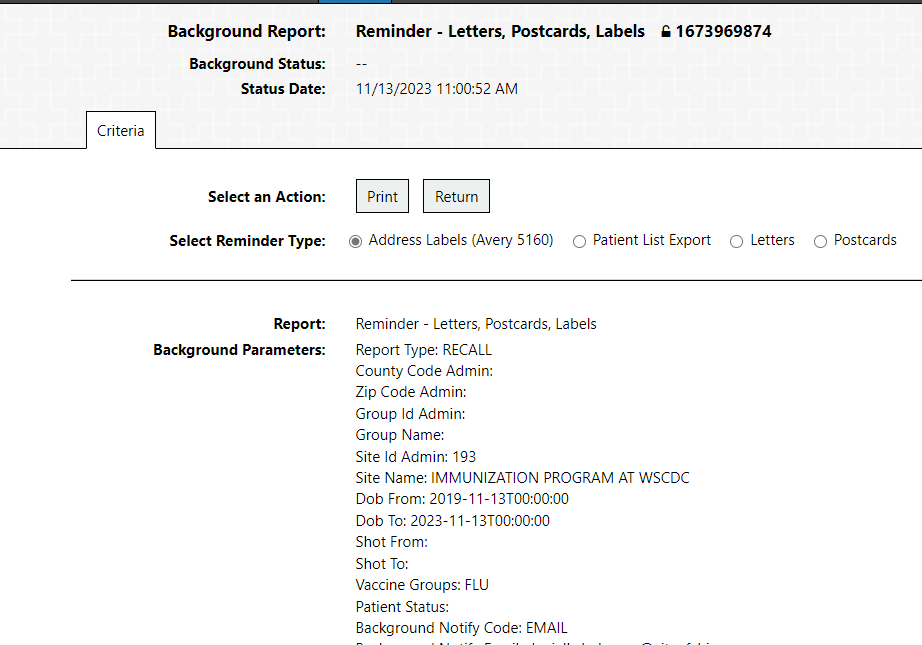 Background Report: Reminder - Letters, Postcards, Labels 1673969874
Background Status: --
Status Date: 11/13/2023 11:00:52 AM
Criteria
Select an Action: Print Return
Select Reminder Type: Address Labels (Avery 5160) Patient List Export Letters Postcards
Report: Reminder - Letters, Postcards, Labels
Background Parameters: Report Type: RECALL
County Code Admin:
Zip Code Admin:
Group Id Admin:
Group Name:
Site Id Admin: 193
Site Name: IMMUNIZATION PROGRAM AT WSCDC
Dob From: 2019-11-13T00:00:00
Dob To: 2023-11-13T00:00:00
Shot From:
Shot To:
Vaccine Groups: FLU
Patient Status:
Background Notify Code: EMAIL